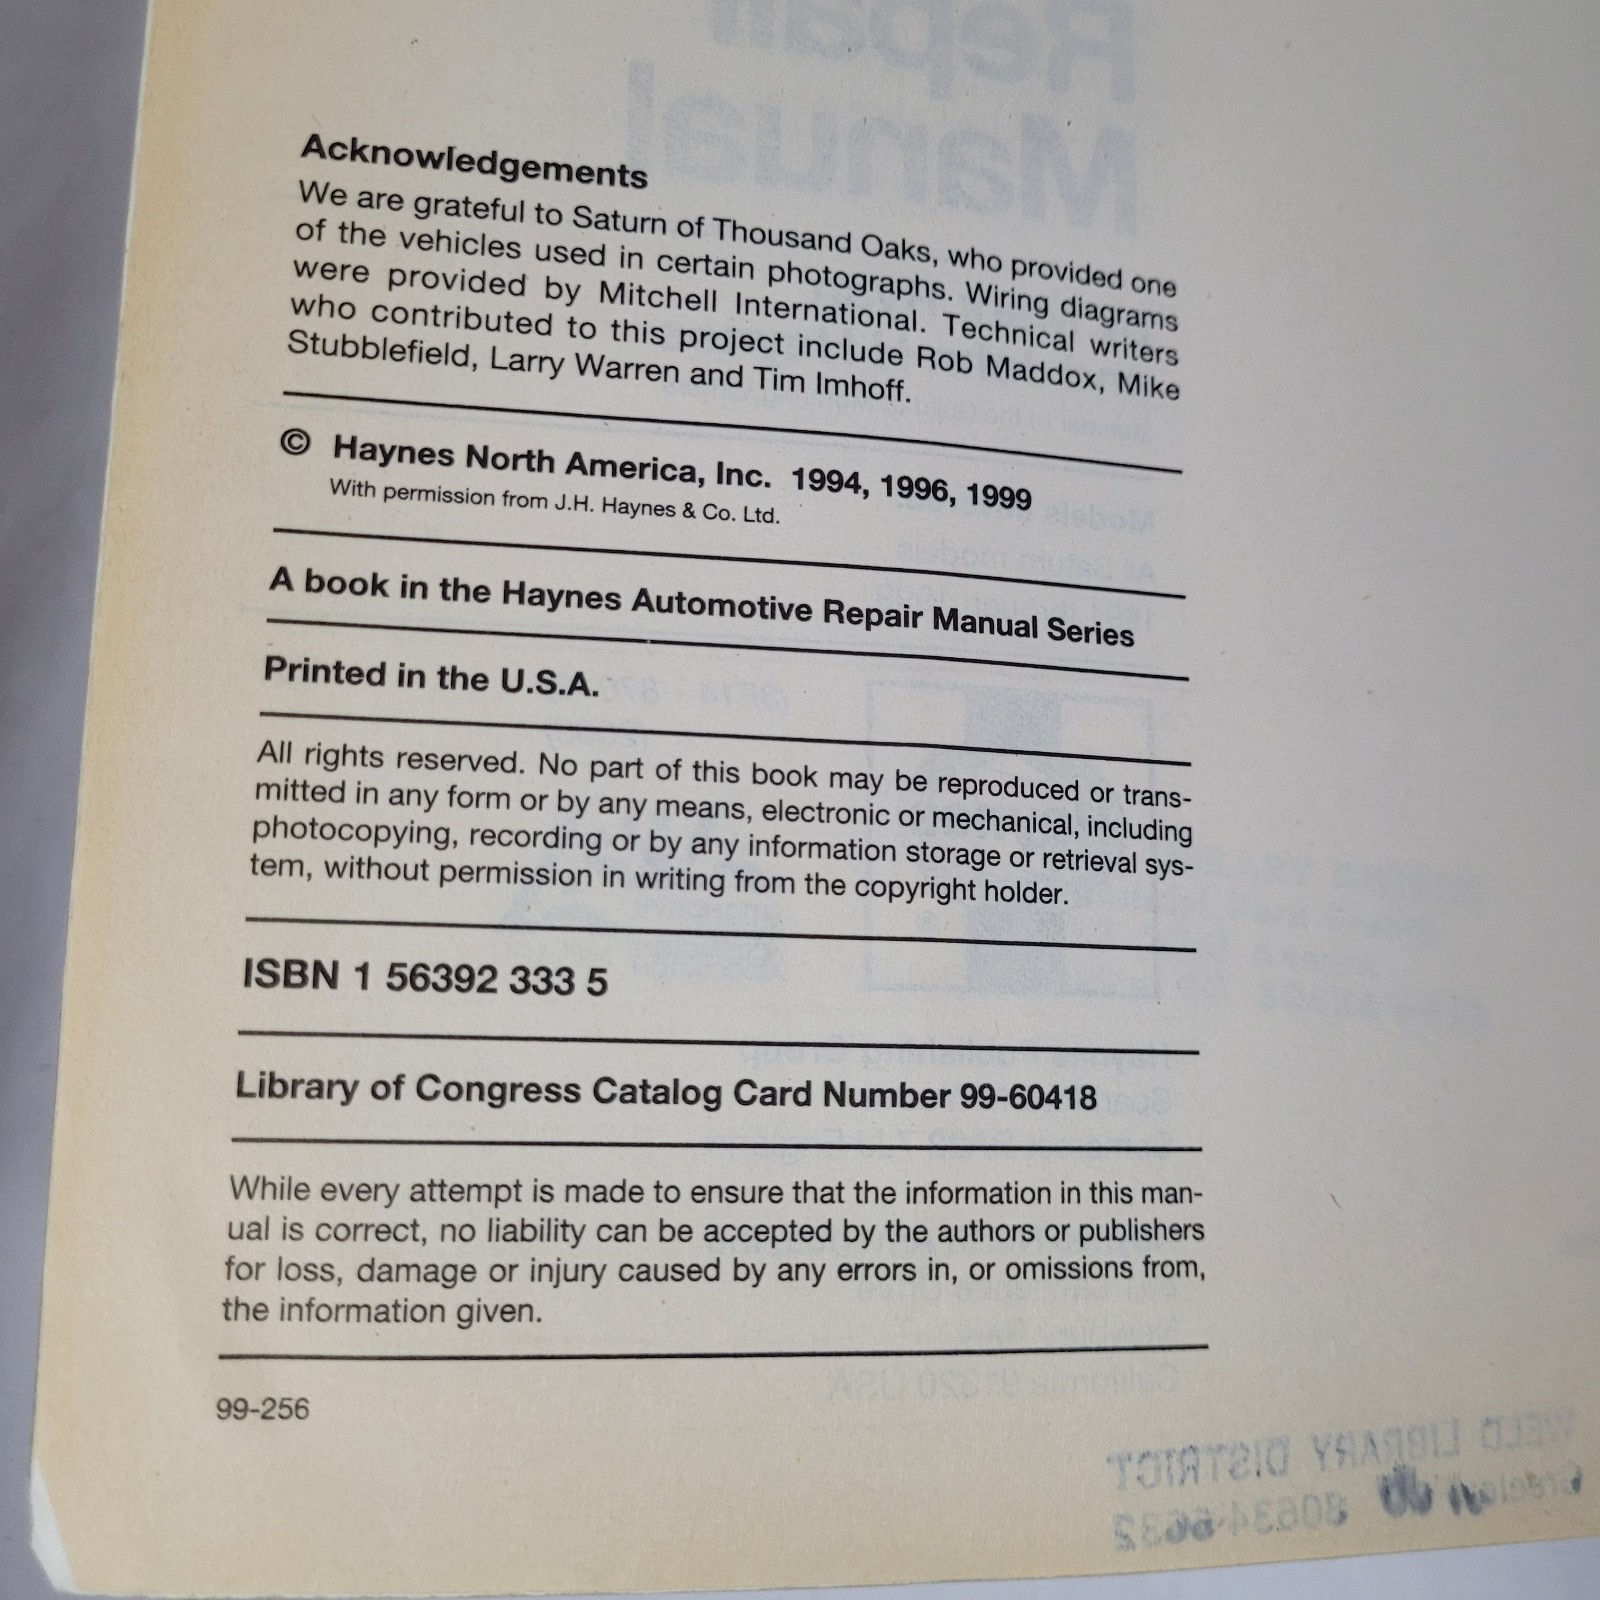 Repair
Manual
Acknowledgements
We are grateful to Saturn of Thousand Oaks, who provided one
of the vehicles used in certain photographs. Wiring diagrams
were provided by Mitchell International. Technical writers
who contributed to this project include Rob Maddox, Mike
Stubblefield, Larry Warren and Tim Imhoff.
© Haynes North America, Inc. 1994, 1996, 1999
With permission from J.H. Haynes & Co. Ltd.
A book in the Haynes Automotive Repair Manual Series
Printed in the U.S.A.
All rights reserved. No part of this book may be reproduced or trans-
mitted in any form or by any means, electronic or mechanical, including
photocopying, recording or by any information storage or retrieval sys-
tem, without permission in writing from the copyright holder.
ISBN 1 56392 333 5
Library of Congress Catalog Card Number 99-60418
While every attempt is made to ensure that the information in this man-
ual is correct, no liability can be accepted by the authors or publishers
for loss, damage or injury caused by any errors in, or omissions from,
the information given.
99-256
WELD LIBRARY DISTRICT
80634-5632